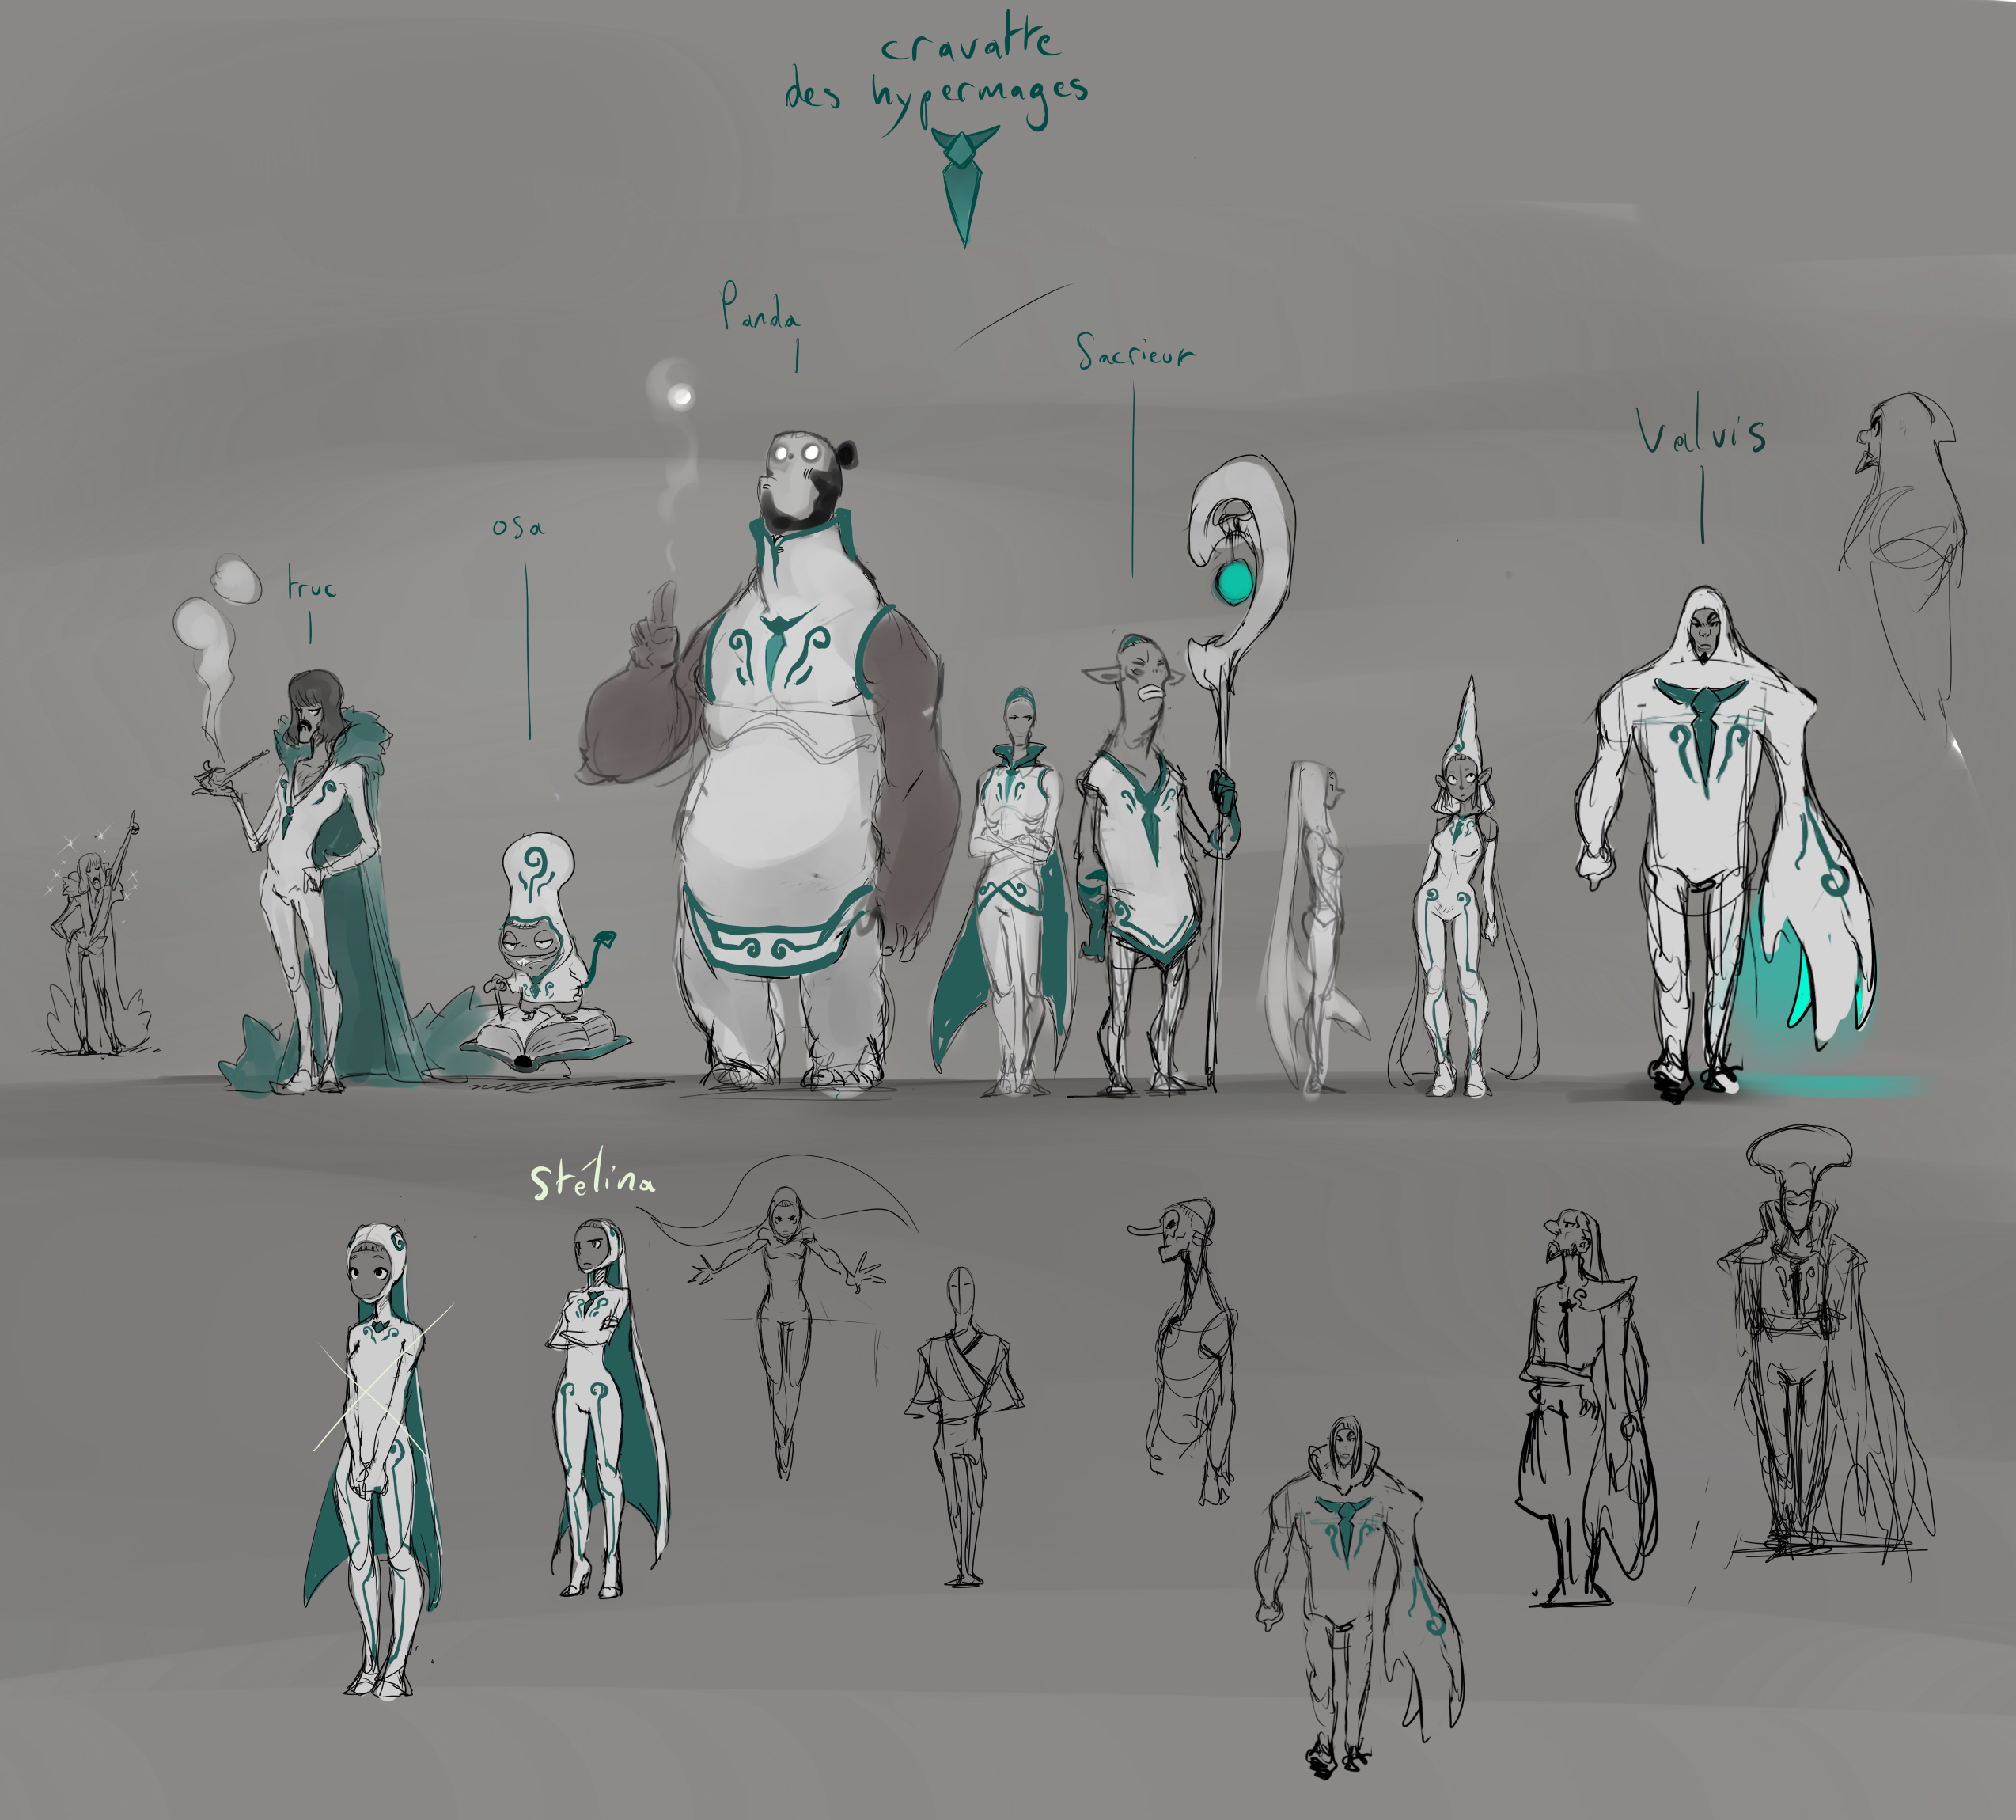 cravatte
des hypermages
Panda
Sacrieur
Valvis
osa
truc
Stélina